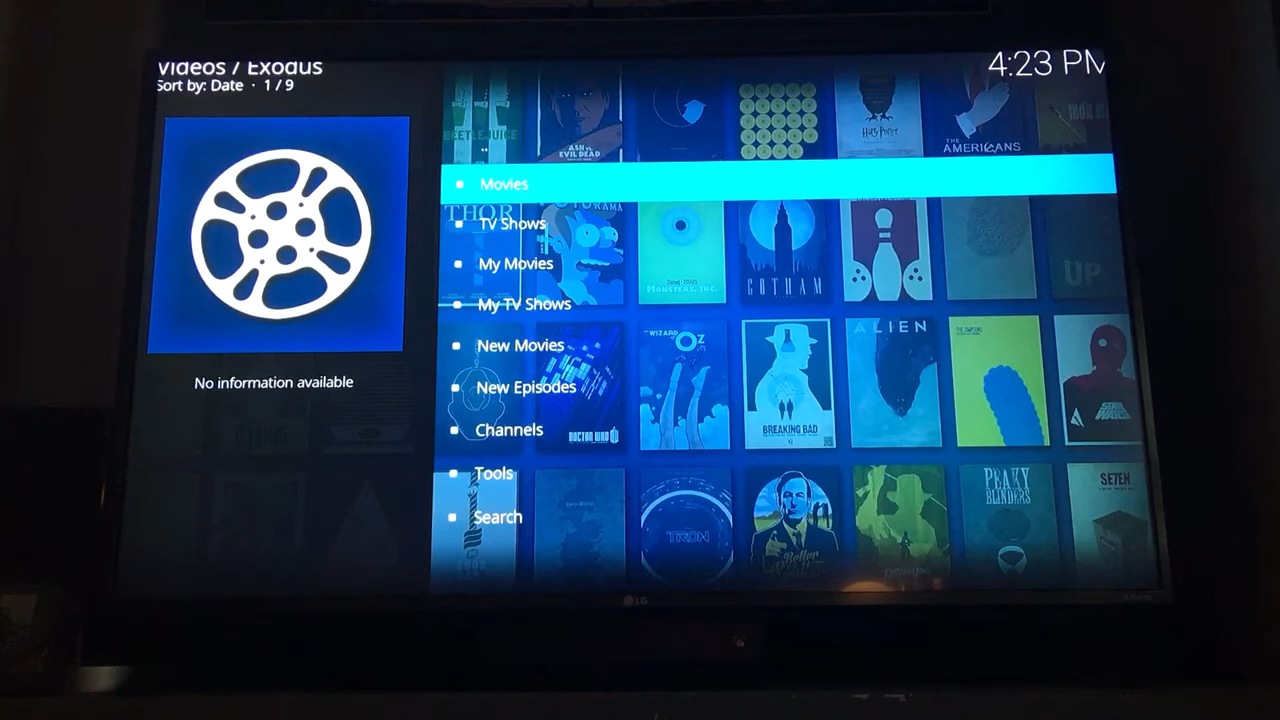 Videos / Exodus
Sort by: Date · 1 / 9
4:23 PM
BEETLEJUICE
ASH vs EVIL DEAD
Harry Potter
THE AMERICANS
Movies
THOR
TV Shows
My Movies
MONSTERS, INC.
GOTHAM
UP
My TV Shows
No information available
New Movies
New Episodes
Channels
Tools
Search
DOCTOR WHO
THE WIZARD OF OZ
BREAKING BAD
ALIEN
THE SIMPSONS
STAR WARS
TRON
Better
PEAKY BLINDERS
SE7EN
LG